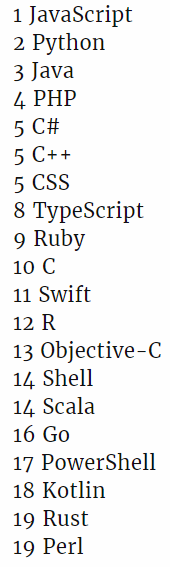 1 JavaScript
2 Python
3 Java
4 PHP
5 C#
5 C++
5 CSS
8 TypeScript
9 Ruby
10 C
11 Swift
12 R
13 Objective-C
14 Shell
14 Scala
16 Go
17 PowerShell
18 Kotlin
19 Rust
19 Perl